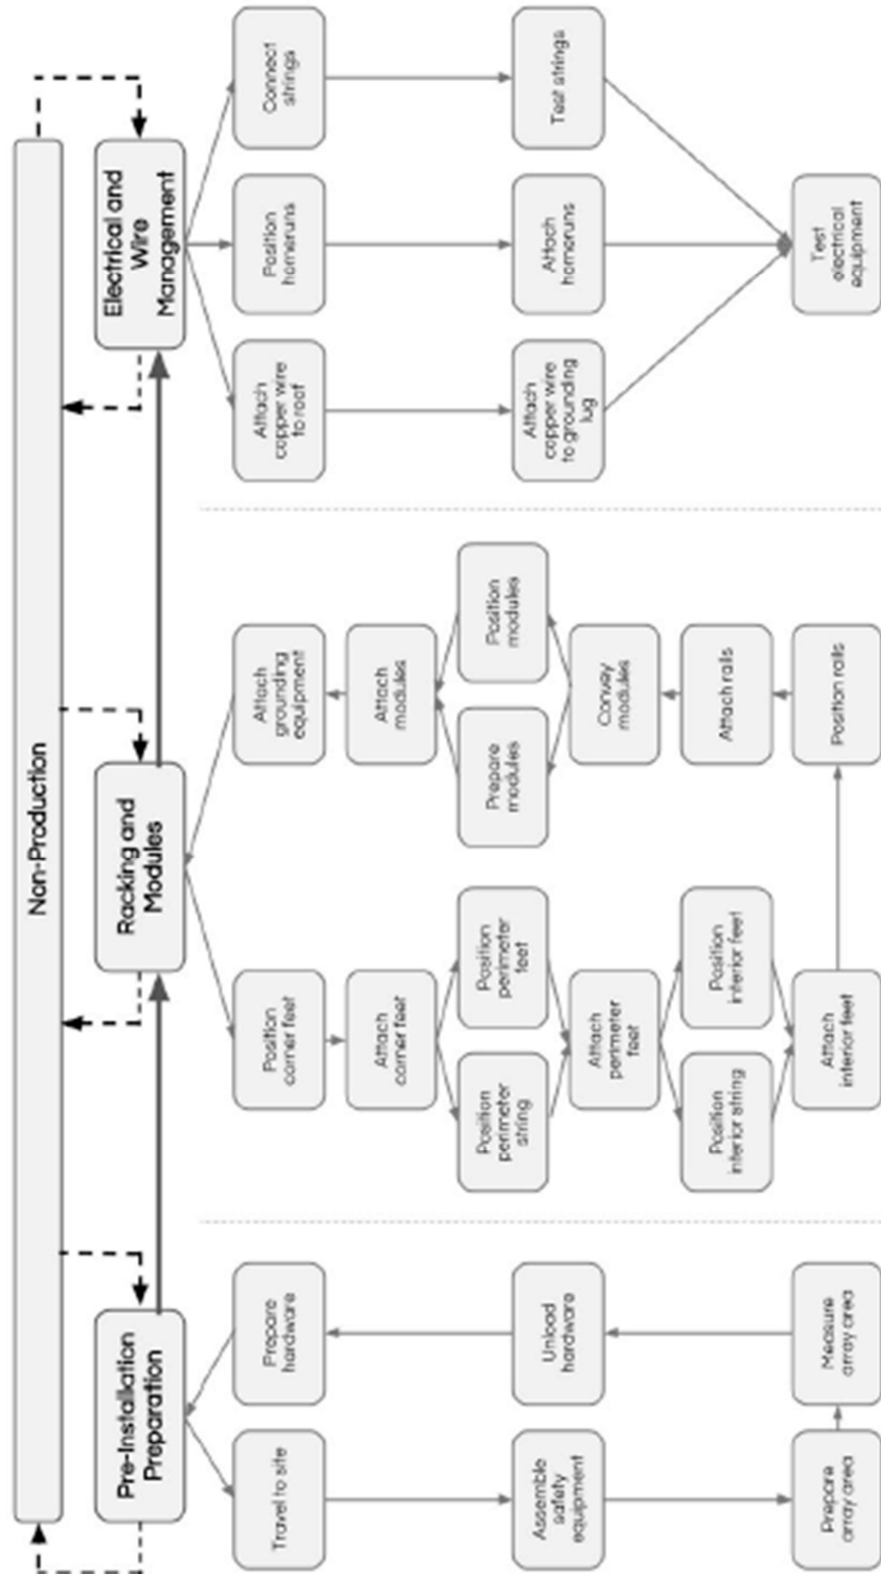 Non-Production
Pre-Installation
Preparation
Racking and
Modules
Electrical and
Wire
Management
Travel to site
Assemble
safety
equipment
Prepare
array area
Measure
array area
Unload
hardware
Prepare
hardware
Position
corner feet
Attach
corner feet
Position
perimeter
string
Position
perimeter
feet
Attach
perimeter
feet
Position
interior string
Position
interior feet
Attach
interior feet
Position rails
Attach rails
Convey
modules
Prepare
modules
Position
modules
Attach
modules
Attach
grounding
equipment
Attach
copper wire
to roof
Position
homeruns
Connect
strings
Attach
copper wire
to grounding
lug
Attach
homeruns
Test strings
Test
electrical
equipment